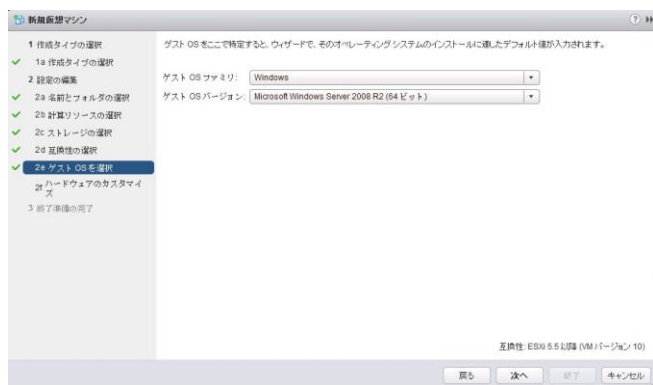 新規仮想マシン
1 作成タイプの選択
1a 作成タイプの選択
2 設定の編集
2a 名前とフォルダの選択
2b 計算リソースの選択
2c ストレージの選択
2d 互換性の選択
2e ゲスト OS を選択
2f ハードウェアのカスタマイ
ズ
3 終了準備の完了
ゲスト OS をここで特定すると、ウィザードで、そのオペレーティング システムのインストールに適したデフォルト値が入力されます。
ゲスト OS ファミリ: Windows
ゲスト OS バージョン: Microsoft Windows Server 2008 R2 (64 ビット)
互換性: ESXi 5.5 以降 (VM バージョン 10)
戻る 次へ 終了 キャンセル